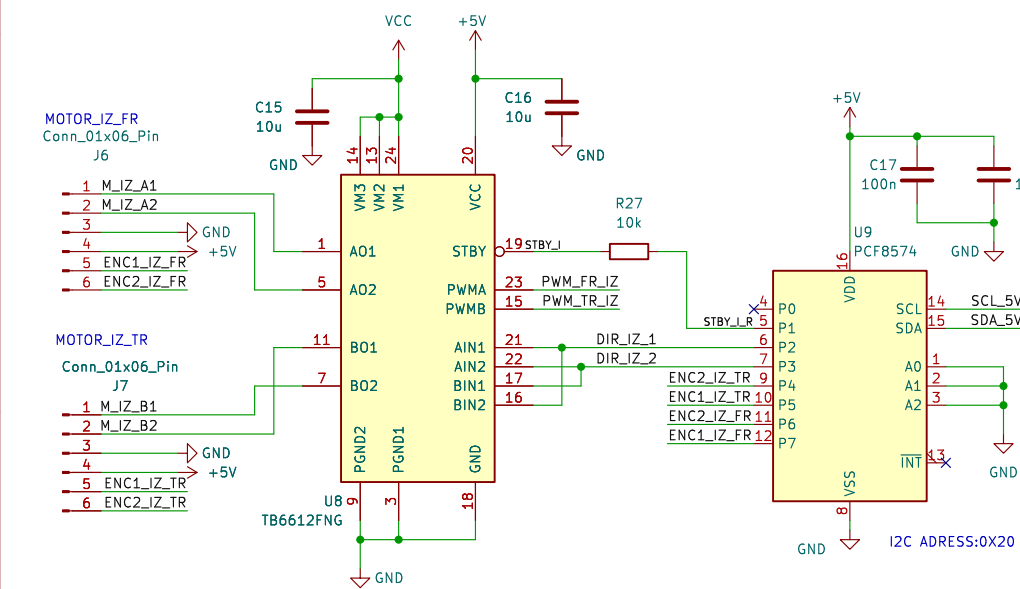 VCC
+5V
C15
10u
GND
C16
10u
GND
MOTOR_IZ_FR
Conn_01x06_Pin
J6
1 M_IZ_A1
2 M_IZ_A2
3 GND
4 +5V
5 ENC1_IZ_FR
6 ENC2_IZ_FR
MOTOR_IZ_TR
Conn_01x06_Pin
J7
1 M_IZ_B1
2 M_IZ_B2
3 GND
4 +5V
5 ENC1_IZ_TR
6 ENC2_IZ_TR
14 13 24 20
VM3 VM2 VM1 VCC
1 AO1
5 AO2
11 BO1
7 BO2
STBY 19 STBY_I
PWMA 23 PWM_FR_IZ
PWMB 15 PWM_TR_IZ
AIN1 21 DIR_IZ_1
AIN2 22 DIR_IZ_2
BIN1 17
BIN2 16
PGND2 PGND1 GND
9 3 18
U8
TB6612FNG
GND
R27
10k
+5V
C17
100n
1
GND
U9
PCF8574
16
VDD
4 P0
STBY_I_R 5 P1
6 P2
7 P3
ENC2_IZ_TR 9 P4
ENC1_IZ_TR 10 P5
ENC2_IZ_FR 11 P6
ENC1_IZ_FR 12 P7
SCL 14 SCL_5V
SDA 15 SDA_5V
A0 1
A1 2
A2 3
INT 13
GND
VSS
8
GND
I2C ADRESS:0X20